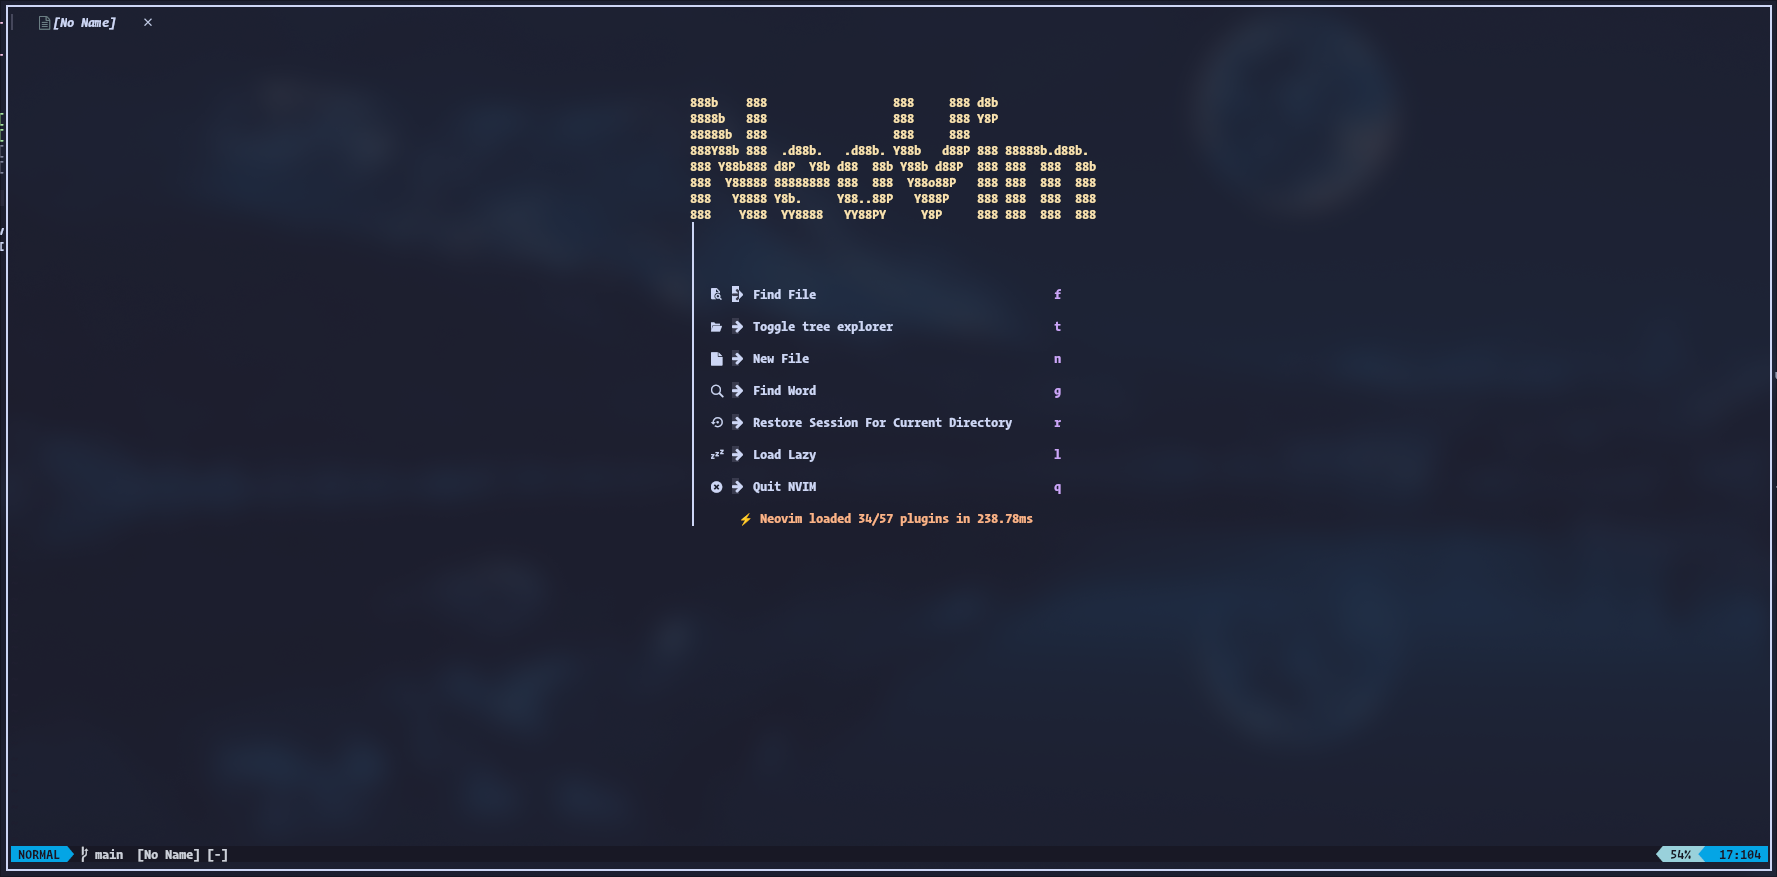 [No Name] ×
888b    888                  888     888 d8b
8888b   888                  888     888 Y8P
88888b  888                  888     888
888Y88b 888  .d88b.   .d88b. Y88b   d88P 888 88888b.d88b.
888 Y88b888 d8P  Y8b d88  88b Y88b d88P  888 888  888  88b
888  Y88888 88888888 888  888  Y88o88P   888 888  888  888
888   Y8888 Y8b.     Y88..88P   Y888P    888 888  888  888
888    Y888  YY8888   YY88PY     Y8P     888 888  888  888
Find File f
Toggle tree explorer t
New File n
Find Word g
Restore Session For Current Directory r
Load Lazy l
Quit NVIM q
⚡ Neovim loaded 34/57 plugins in 238.78ms
NORMAL main [No Name] [-] 54% 17:104